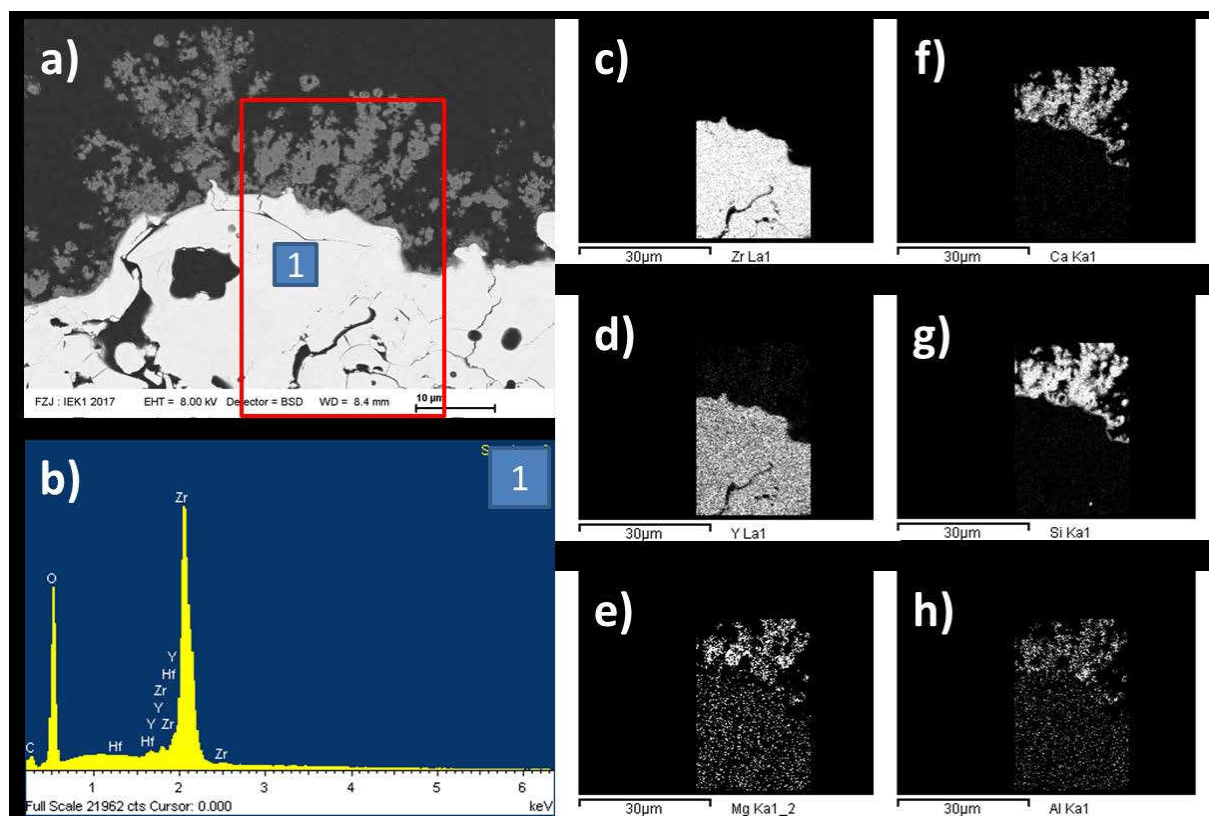 a)
1
FZJ : IEK1 2017 EHT = 8.00 kV Detector = BSD WD = 8.4 mm 10 µm
b)
1
Zr
O
Y
Hf
Zr
Y
Y Zr
C Hf Hf Zr
1 2 3 4 5 6
Full Scale 21962 cts Cursor: 0.000 keV
c)
30µm Zr La1
d)
30µm Y La1
e)
30µm Mg Ka1_2
f)
30µm Ca Ka1
g)
30µm Si Ka1
h)
30µm Al Ka1